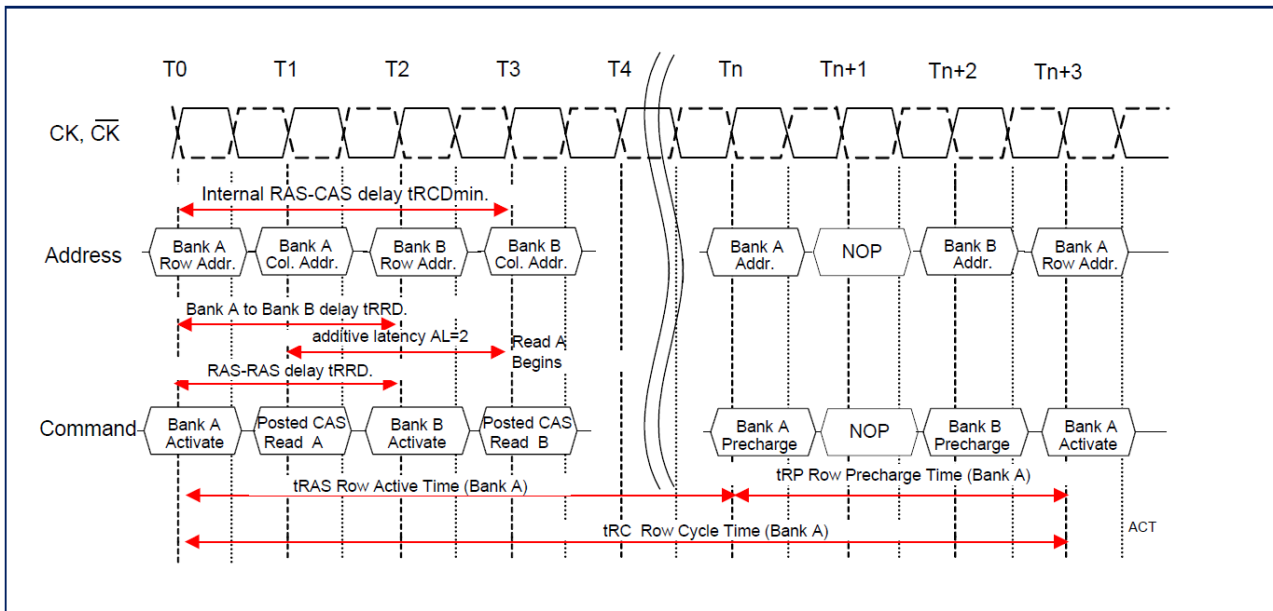 T0 T1 T2 T3 T4 Tn Tn+1 Tn+2 Tn+3
CK, C̅K̅
Internal RAS-CAS delay tRCDmin.
Address
Bank A
Row Addr.
Bank A
Col. Addr.
Bank B
Row Addr.
Bank B
Col. Addr.
Bank A
Addr.
NOP
Bank B
Addr.
Bank A
Row Addr.
Bank A to Bank B delay tRRD.
additive latency AL=2
Read A
Begins
RAS-RAS delay tRRD.
Command
Bank A
Activate
Posted CAS
Read A
Bank B
Activate
Posted CAS
Read B
Bank A
Precharge
NOP
Bank B
Precharge
Bank A
Activate
tRAS Row Active Time (Bank A)
tRP Row Precharge Time (Bank A)
tRC Row Cycle Time (Bank A)
ACT